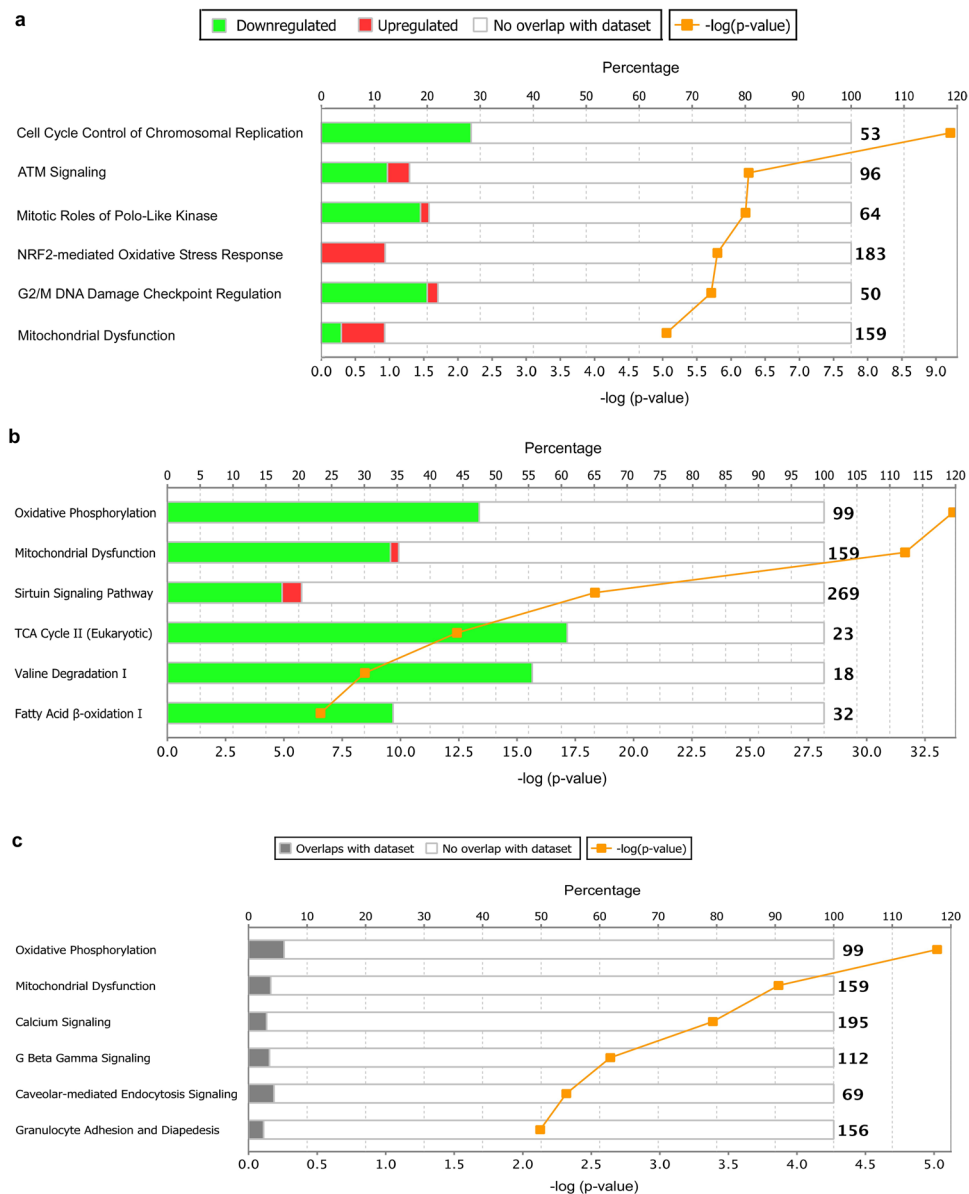 a
Downregulated Upregulated No overlap with dataset -log(p-value)
Percentage
0 10 20 30 40 50 60 70 80 90 100 110 120
Cell Cycle Control of Chromosomal Replication 53
ATM Signaling 96
Mitotic Roles of Polo-Like Kinase 64
NRF2-mediated Oxidative Stress Response 183
G2/M DNA Damage Checkpoint Regulation 50
Mitochondrial Dysfunction 159
0.0 0.5 1.0 1.5 2.0 2.5 3.0 3.5 4.0 4.5 5.0 5.5 6.0 6.5 7.0 7.5 8.0 8.5 9.0
-log (p-value)
b
Percentage
0 5 10 15 20 25 30 35 40 45 50 55 60 65 70 75 80 85 90 95 100 105 110 115 120
Oxidative Phosphorylation 99
Mitochondrial Dysfunction 159
Sirtuin Signaling Pathway 269
TCA Cycle II (Eukaryotic) 23
Valine Degradation I 18
Fatty Acid β-oxidation I 32
0.0 5.0 7.5 10.0 12.5 15.0 17.5 20.0 22.5 25.0 27.5 30.0 32.5
-log (p-value)
c
Overlaps with dataset No overlap with dataset -log(p-value)
Percentage
0 10 20 30 40 50 60 70 80 90 100 110 120
Oxidative Phosphorylation 99
Mitochondrial Dysfunction 159
Calcium Signaling 195
G Beta Gamma Signaling 112
Caveolar-mediated Endocytosis Signaling 69
Granulocyte Adhesion and Diapedesis 156
0.0 0.5 1.0 1.5 2.0 2.5 3.0 3.5 4.0 4.5 5.0
-log (p-value)